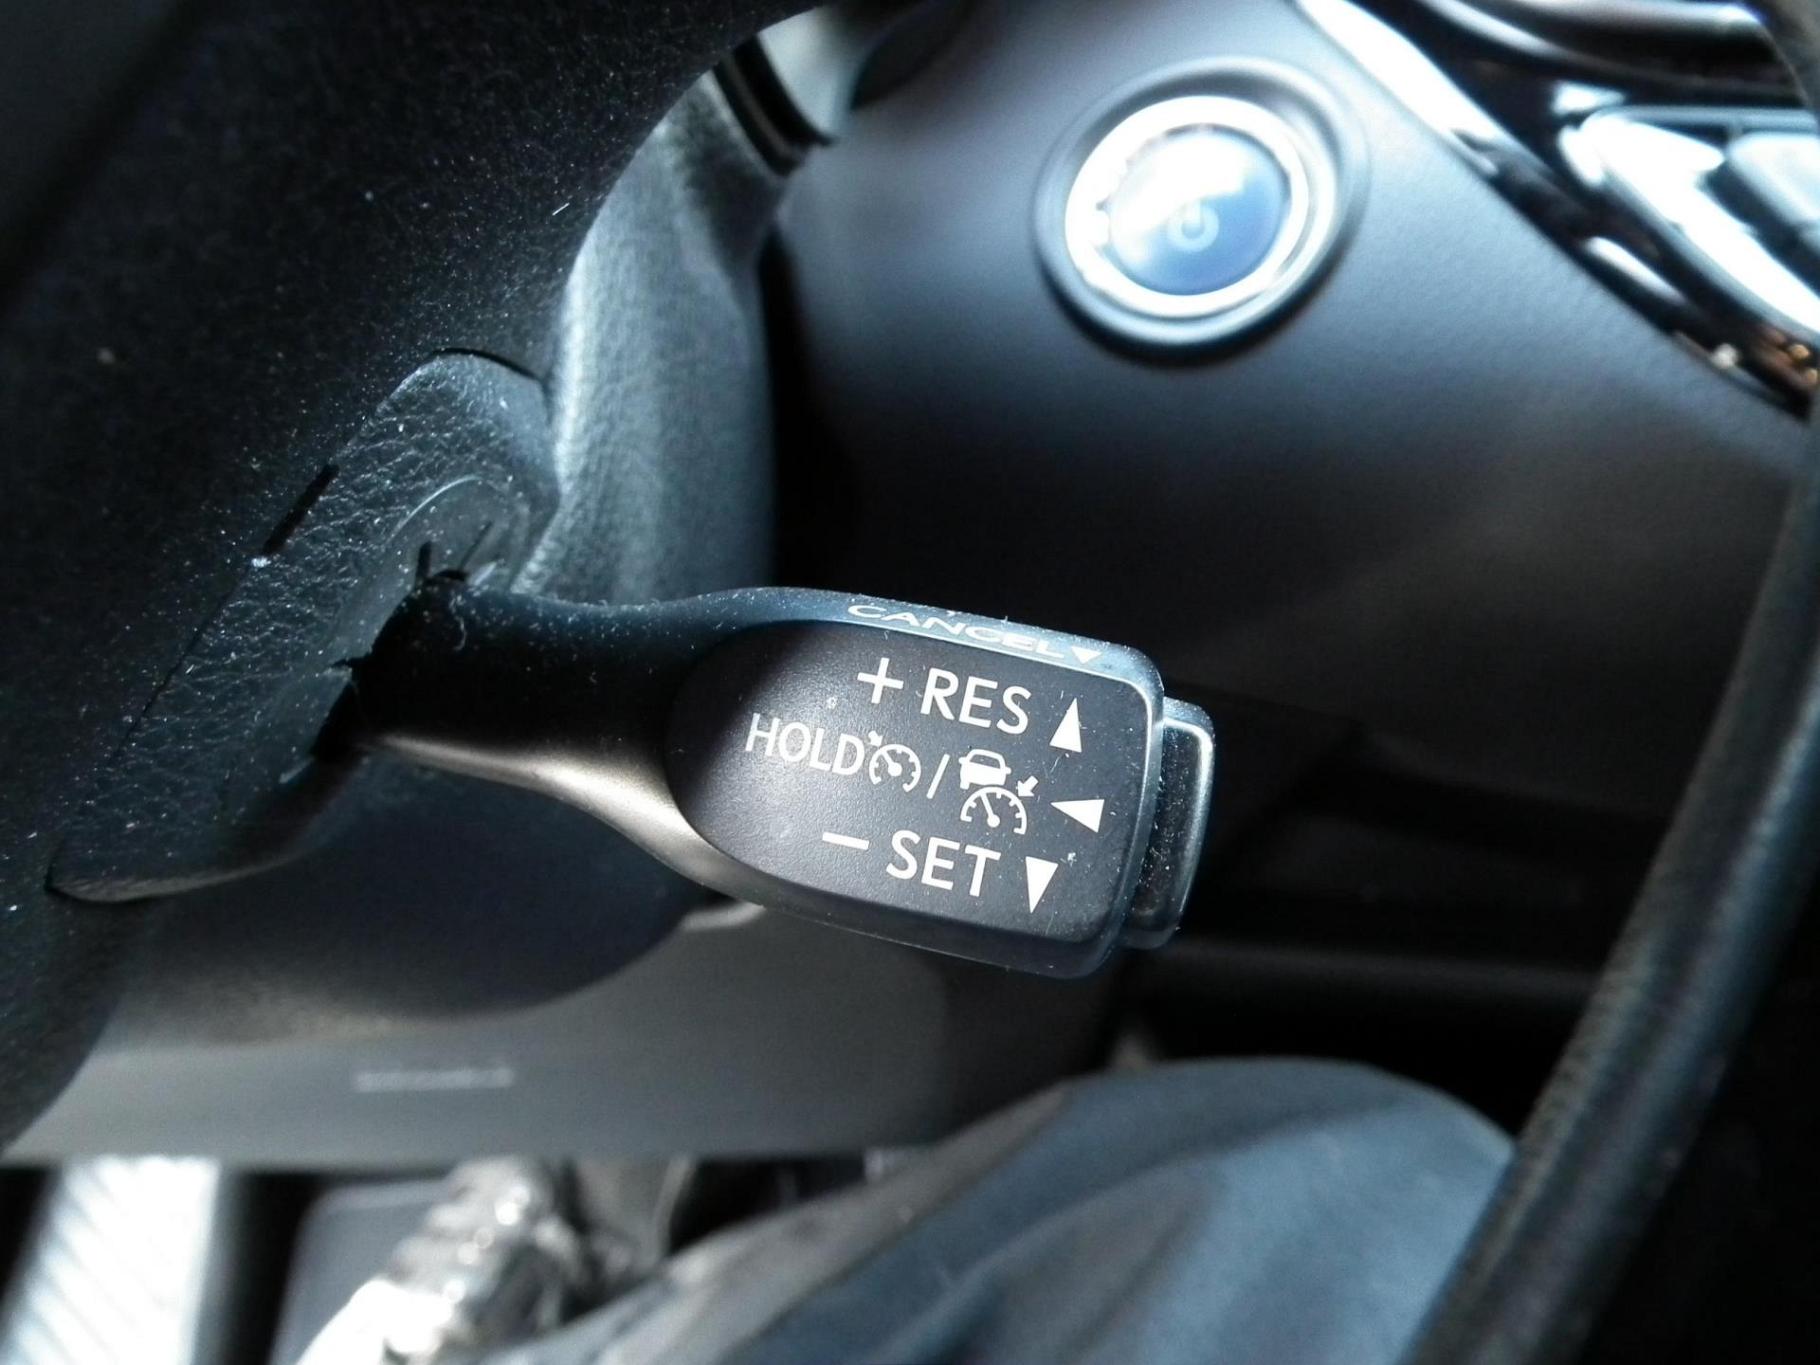 CANCEL
+ RES
HOLD /
− SET